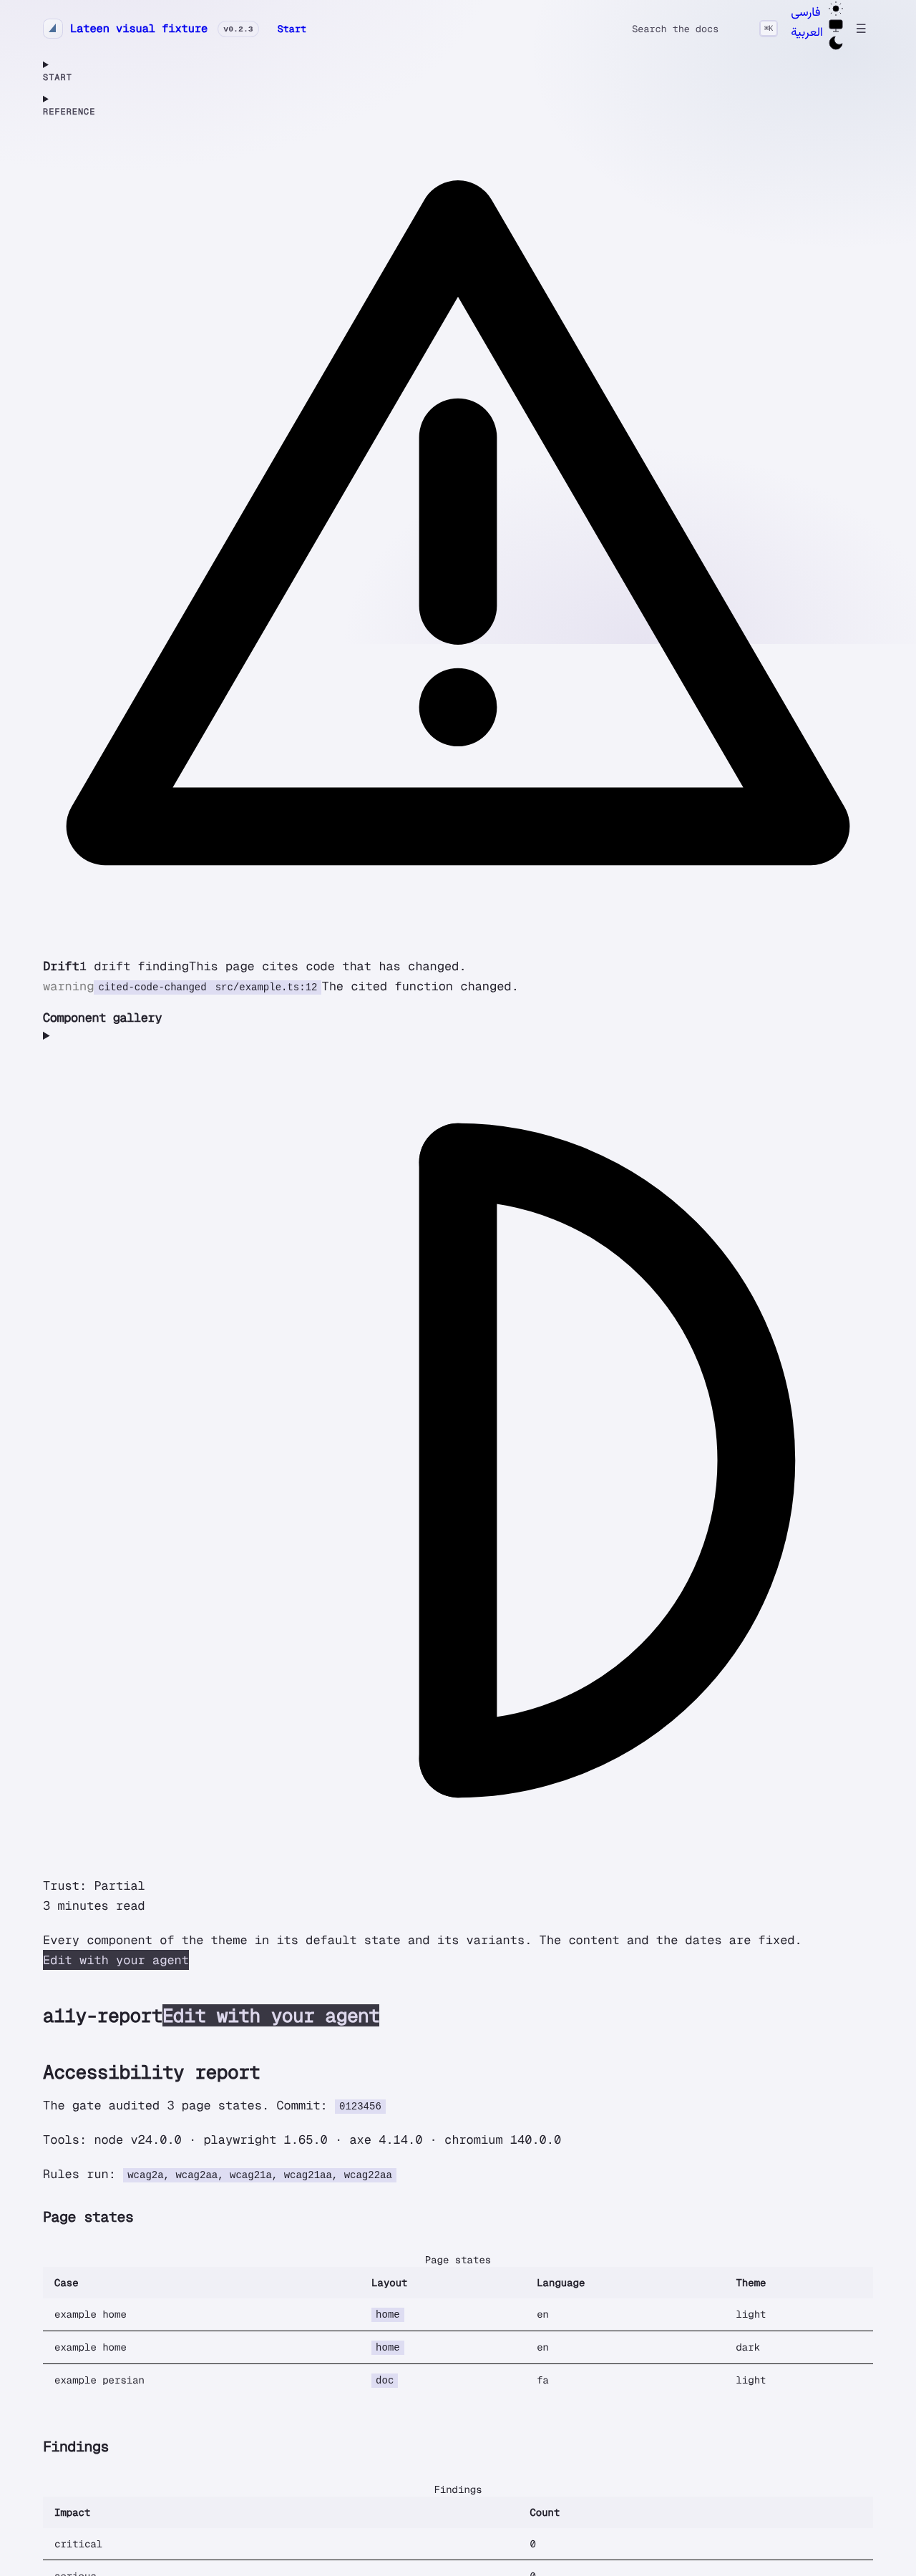 Lateen visual fixture v0.2.3 Start Search the docs ⌘K فارسی
العربية
START
REFERENCE
Drift1 drift findingThis page cites code that has changed.
warningcited-code-changed src/example.ts:12The cited function changed.
Component gallery
Trust: Partial
3 minutes read
Every component of the theme in its default state and its variants. The content and the dates are fixed.
Edit with your agent
a11y-reportEdit with your agent
Accessibility report
The gate audited 3 page states. Commit: 0123456
Tools: node v24.0.0 · playwright 1.65.0 · axe 4.14.0 · chromium 140.0.0
Rules run: wcag2a, wcag2aa, wcag21a, wcag21aa, wcag22aa
Page states
Page states
Case Layout Language Theme
example home home en light
example home home en dark
example persian doc fa light
Findings
Findings
Impact Count
critical 0